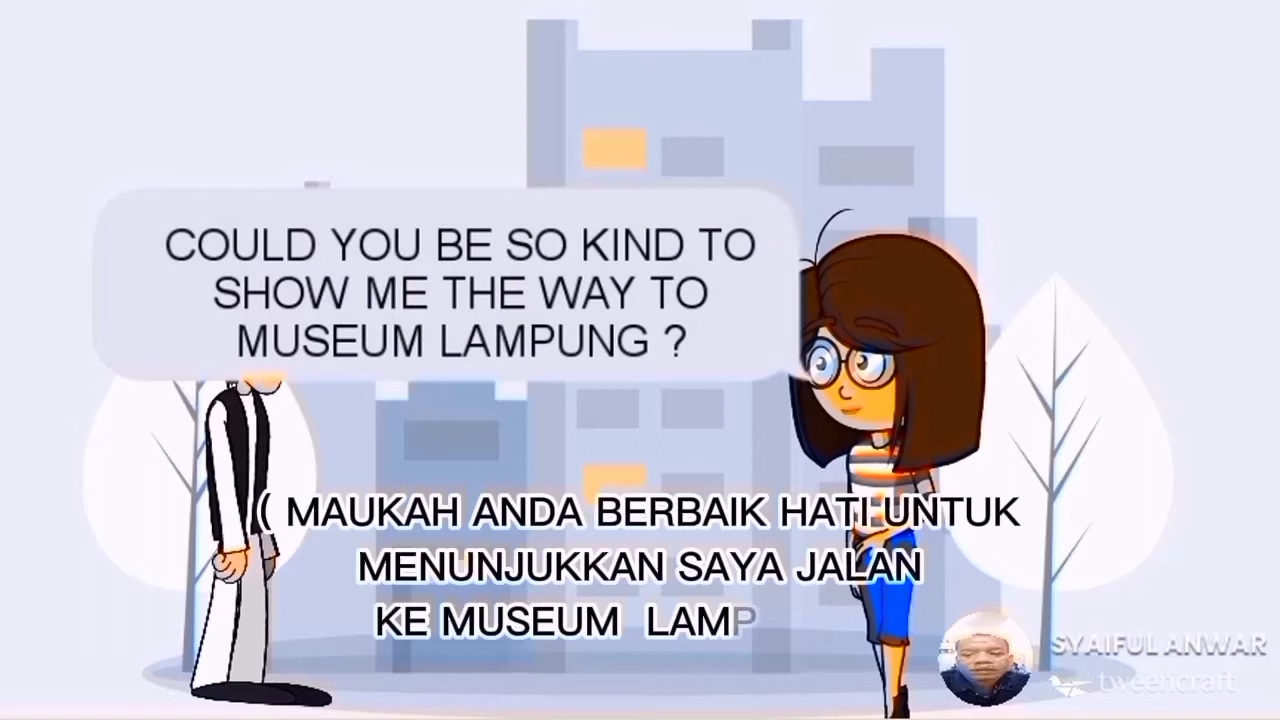 COULD YOU BE SO KIND TO
SHOW ME THE WAY TO
MUSEUM LAMPUNG ?
( MAUKAH ANDA BERBAIK HATI UNTUK
MENUNJUKKAN SAYA JALAN
KE MUSEUM LAMP
SYAIFUL ANWAR
tweencraft